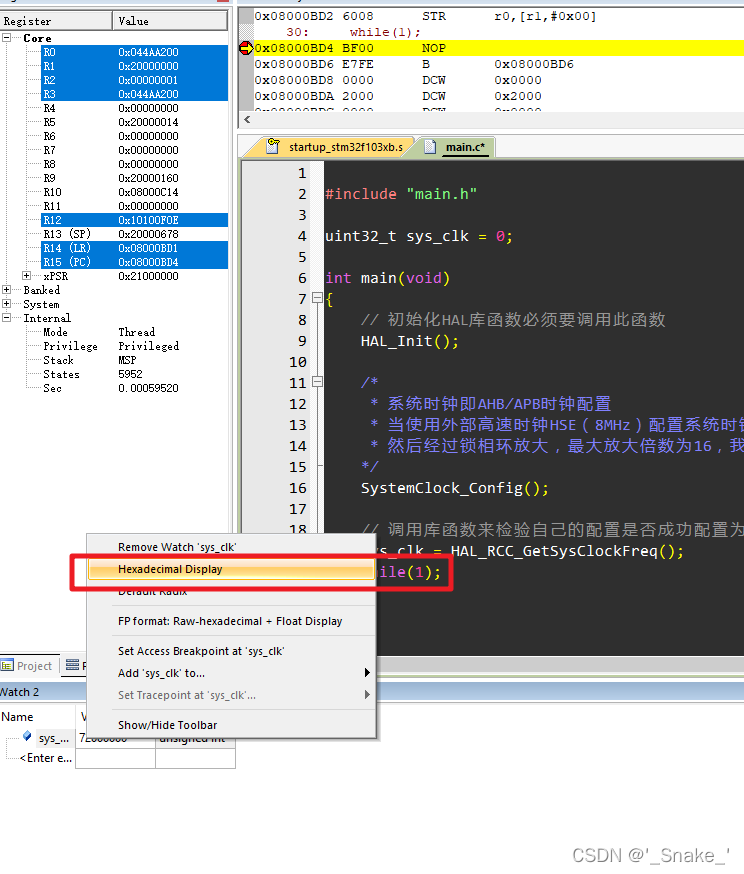 Register Value
Core
R0 0x044AA200
R1 0x20000000
R2 0x00000001
R3 0x044AA200
R4 0x00000000
R5 0x20000014
R6 0x00000000
R7 0x00000000
R8 0x00000000
R9 0x20000160
R10 0x08000C14
R11 0x00000000
R12 0x10100F0E
R13 (SP) 0x20000678
R14 (LR) 0x08000BD1
R15 (PC) 0x08000BD4
xPSR 0x21000000
Banked
System
Internal
Mode Thread
Privilege Privileged
Stack MSP
States 5952
Sec 0.00059520
0x08000BD2 6008 STR r0,[r1,#0x00]
30: while(1);
0x08000BD4 BF00 NOP
0x08000BD6 E7FE B 0x08000BD6
0x08000BD8 0000 DCW 0x0000
0x08000BDA 2000 DCW 0x2000
startup_stm32f103xb.s main.c*
1
2 #include "main.h"
3
4 uint32_t sys_clk = 0;
5
6 int main(void)
7 {
8 // 初始化HAL库函数必须要调用此函数
9 HAL_Init();
10
11 /*
12 * 系统时钟即AHB/APB时钟配置
13 * 当使用外部高速时钟HSE（8MHz）配置系统时钟
14 * 然后经过锁相环放大，最大放大倍数为16，我
15 */
16 SystemClock_Config();
17
18 // 调用库函数来检验自己的配置是否成功配置为
_clk = HAL_RCC_GetSysClockFreq();
ile(1);
Remove Watch 'sys_clk'
Hexadecimal Display
Default Radix
FP format: Raw-hexadecimal + Float Display
Set Access Breakpoint at 'sys_clk'
Add 'sys_clk' to...
Set Tracepoint at 'sys_clk'...
Show/Hide Toolbar
Project
Watch 2
Name
sys_... 72000000 unsigned int
<Enter e...
CSDN @'_Snake_'